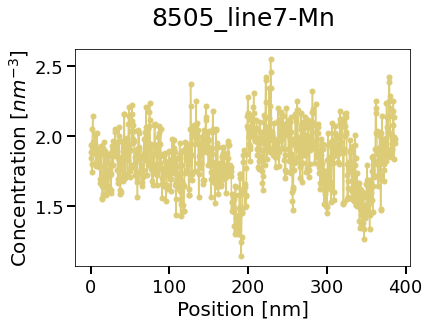 8505_line7-Mn
Concentration [$nm^{-3}$]
2.5
2.0
1.5
0 100 200 300 400
Position [nm]